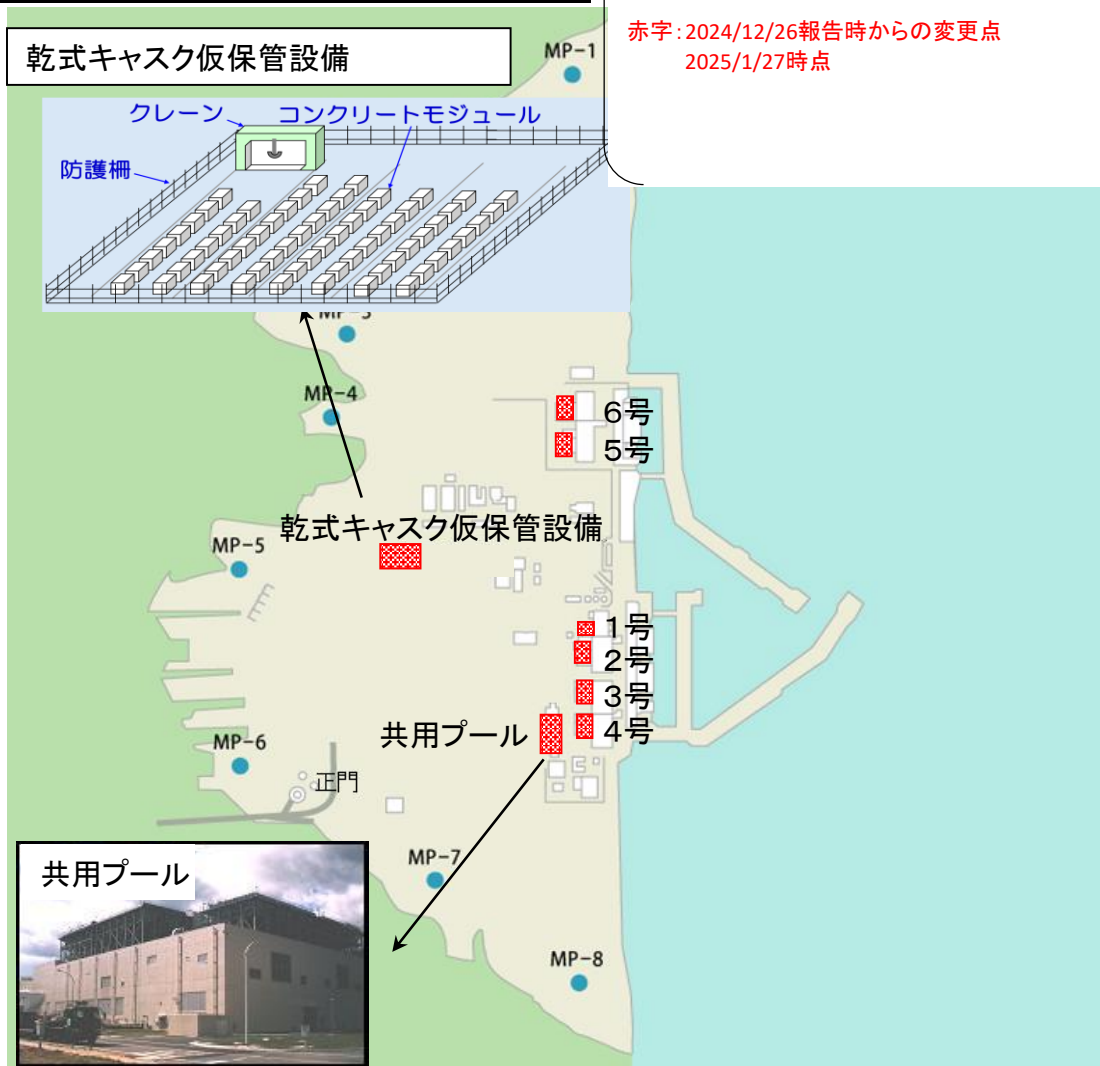 乾式キャスク仮保管設備
MP-1
赤字：2024/12/26報告時からの変更点
2025/1/27時点
クレーン
コンクリートモジュール
防護柵
MP-4
6号
5号
乾式キャスク仮保管設備
MP-5
1号
2号
3号
共用プール
4号
MP-6
正門
MP-7
共用プール
MP-8